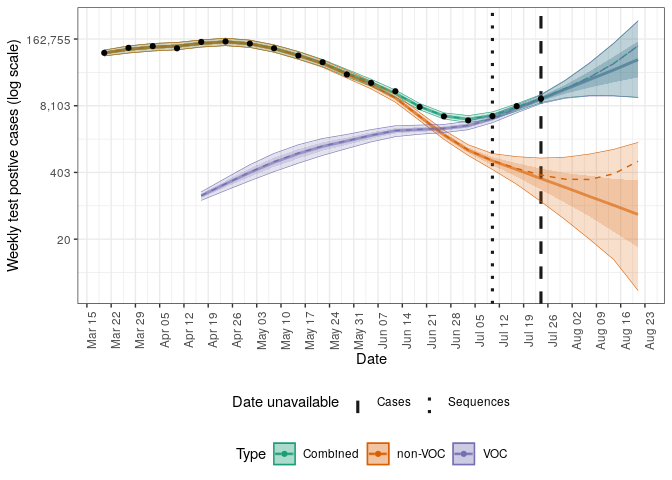 Weekly test postive cases (log scale)
162,755
8,103
403
20
Mar 15
Mar 22
Mar 29
Apr 05
Apr 12
Apr 19
Apr 26
May 03
May 10
May 17
May 24
May 31
Jun 07
Jun 14
Jun 21
Jun 28
Jul 05
Jul 12
Jul 19
Jul 26
Aug 02
Aug 09
Aug 16
Aug 23
Date
Date unavailable Cases Sequences
Type Combined non-VOC VOC